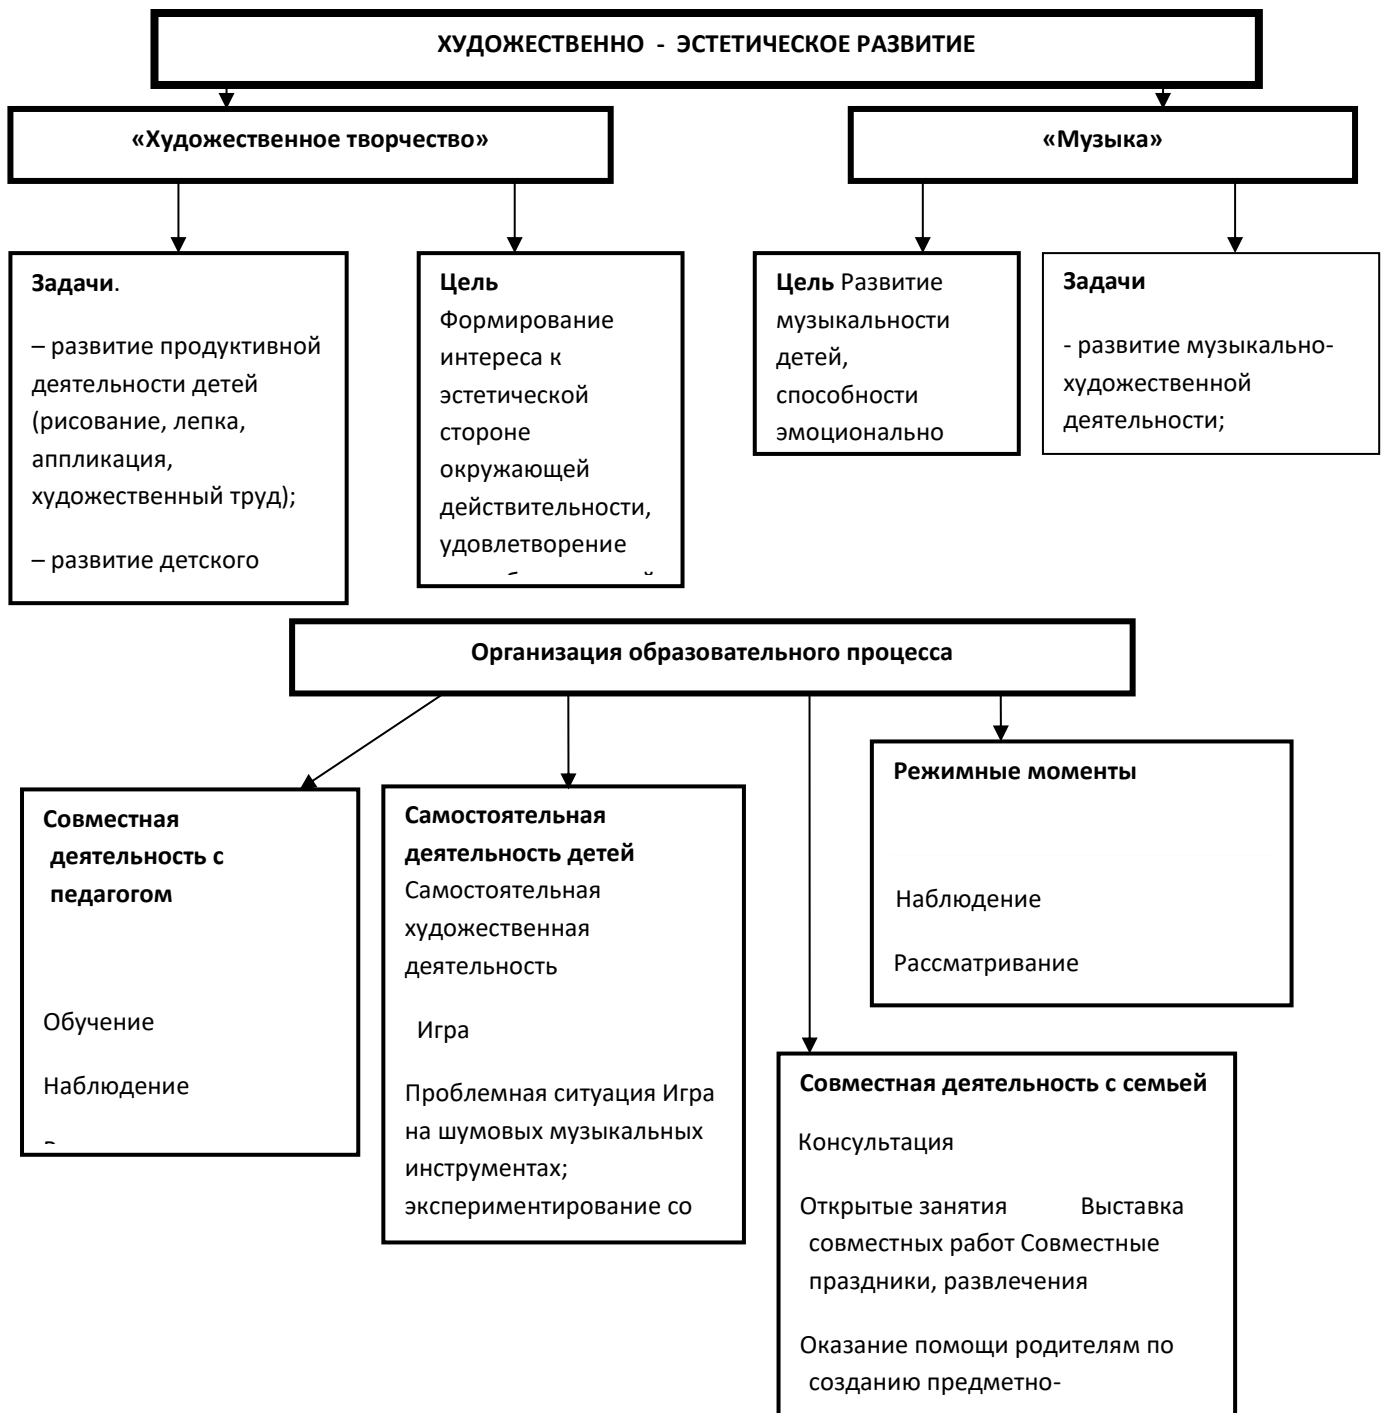 ХУДОЖЕСТВЕННО - ЭСТЕТИЧЕСКОЕ РАЗВИТИЕ
«Художественное творчество»
«Музыка»
Задачи.
– развитие продуктивной
деятельности детей
(рисование, лепка,
аппликация,
художественный труд);
– развитие детского
Цель
Формирование
интереса к
эстетической
стороне
окружающей
действительности,
удовлетворение
Цель Развитие
музыкальности
детей,
способности
эмоционально
Задачи
- развитие музыкально-
художественной
деятельности;
Организация образовательного процесса
Совместная
деятельность с
педагогом
Обучение
Наблюдение
Самостоятельная
деятельность детей
Самостоятельная
художественная
деятельность
Игра
Проблемная ситуация Игра
на шумовых музыкальных
инструментах;
экспериментирование со
Режимные моменты
Наблюдение
Рассматривание
Совместная деятельность с семьей
Консультация
Открытые занятия Выставка
совместных работ Совместные
праздники, развлечения
Оказание помощи родителям по
созданию предметно-